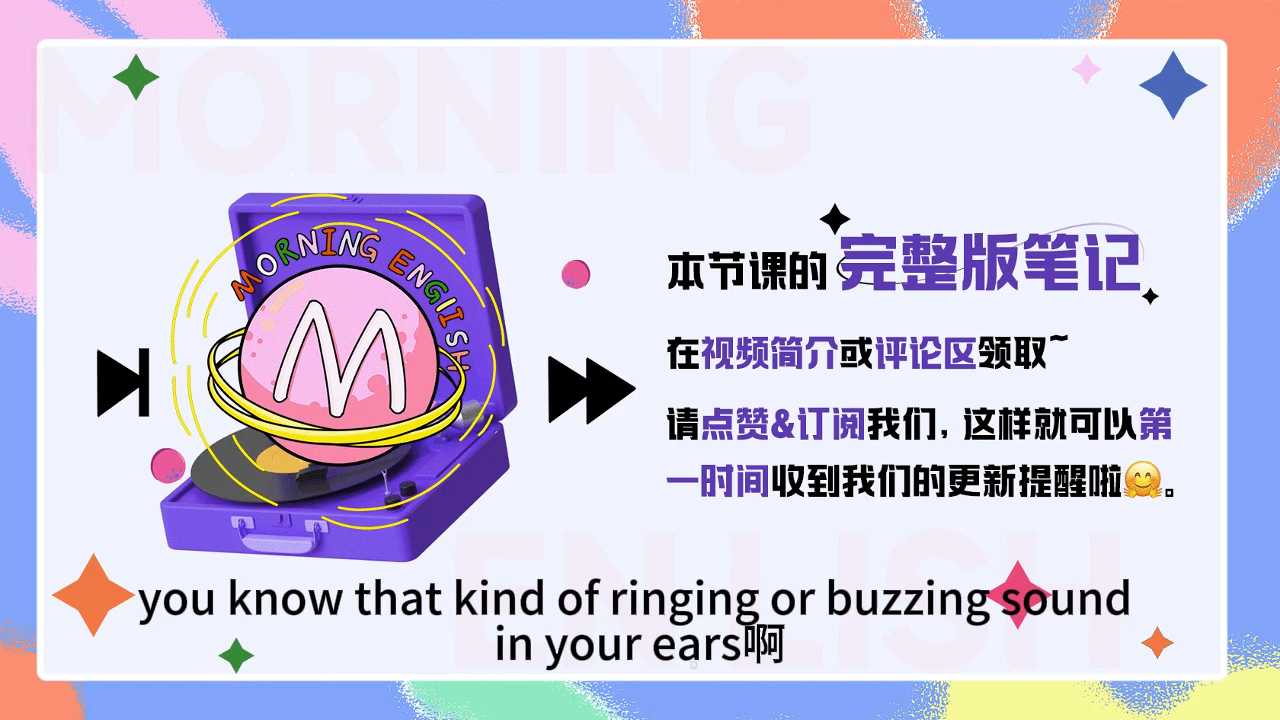 MORNING
MORNING ENGLISH
M
本节课的 完整版笔记
在视频简介或评论区领取~
请点赞&订阅我们, 这样就可以第
一时间收到我们的更新提醒啦🤗。
ENGLISH
you know that kind of ringing or buzzing sound
in your ears啊